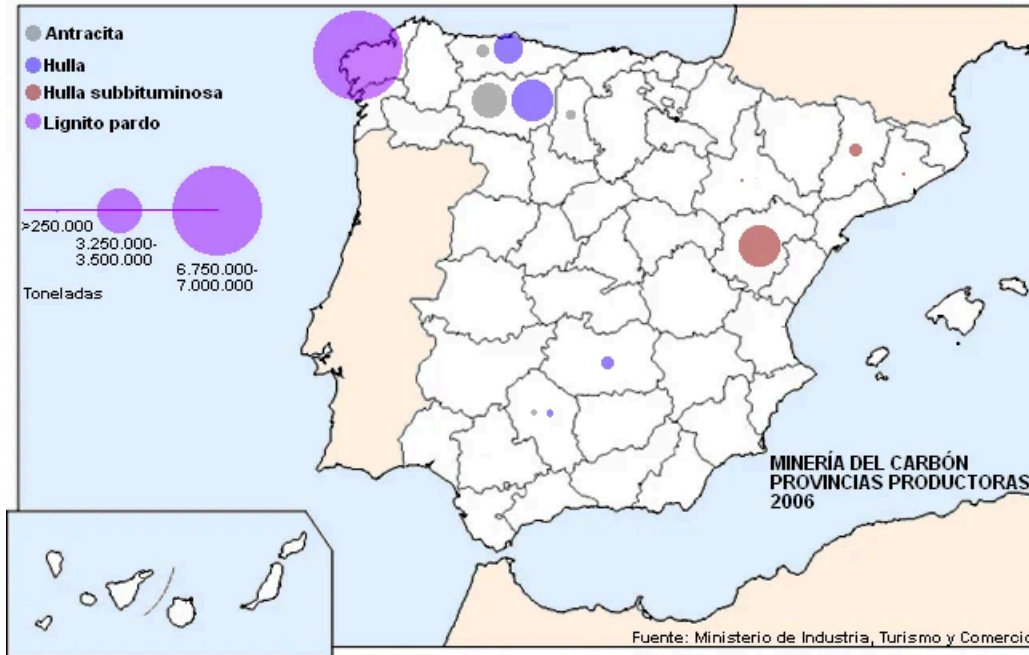 Antracita
Hulla
Hulla subbituminosa
Lignito pardo
>250.000
3.250.000-
3.500.000
6.750.000-
7.000.000
Toneladas
MINERÍA DEL CARBÓN
PROVINCIAS PRODUCTORAS
2006
Fuente: Ministerio de Industria, Turismo y Comercio